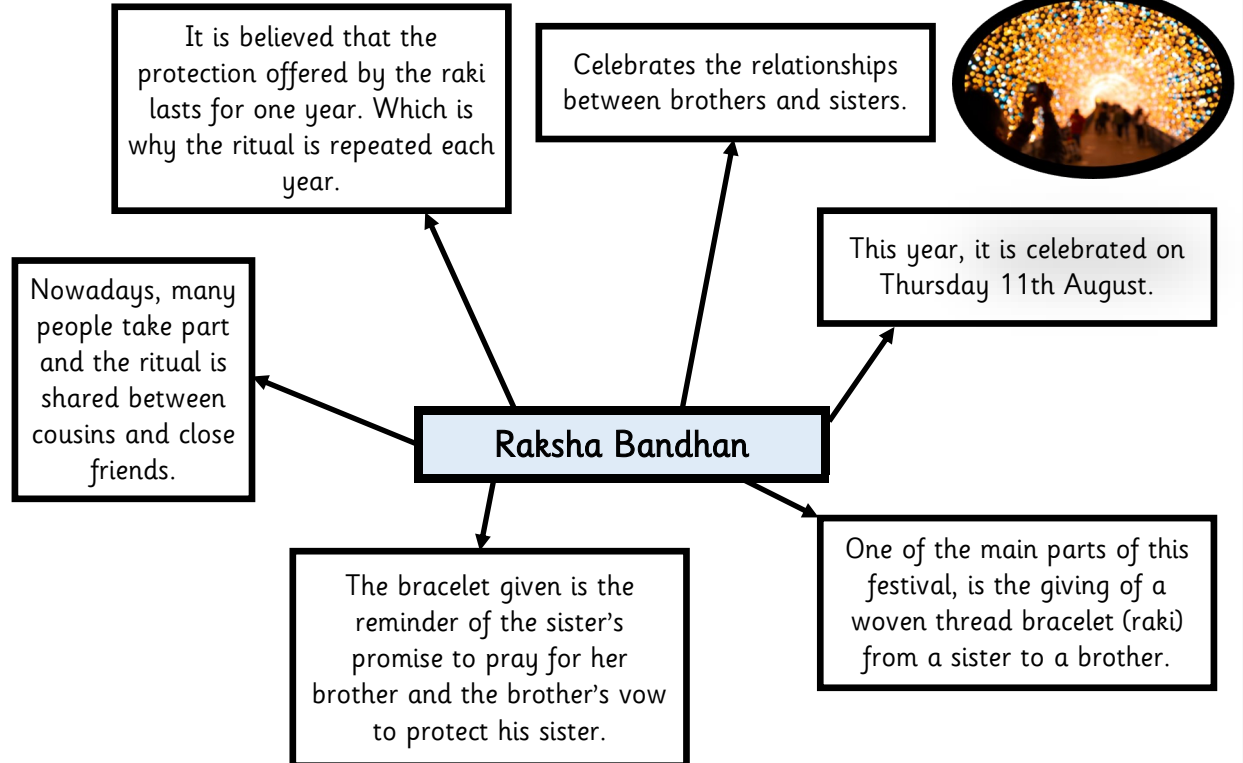 It is believed that the
protection offered by the raki
lasts for one year. Which is
why the ritual is repeated each
year.
Celebrates the relationships
between brothers and sisters.
This year, it is celebrated on
Thursday 11th August.
Nowadays, many
people take part
and the ritual is
shared between
cousins and close
friends.
Raksha Bandhan
The bracelet given is the
reminder of the sister's
promise to pray for her
brother and the brother's vow
to protect his sister.
One of the main parts of this
festival, is the giving of a
woven thread bracelet (raki)
from a sister to a brother.